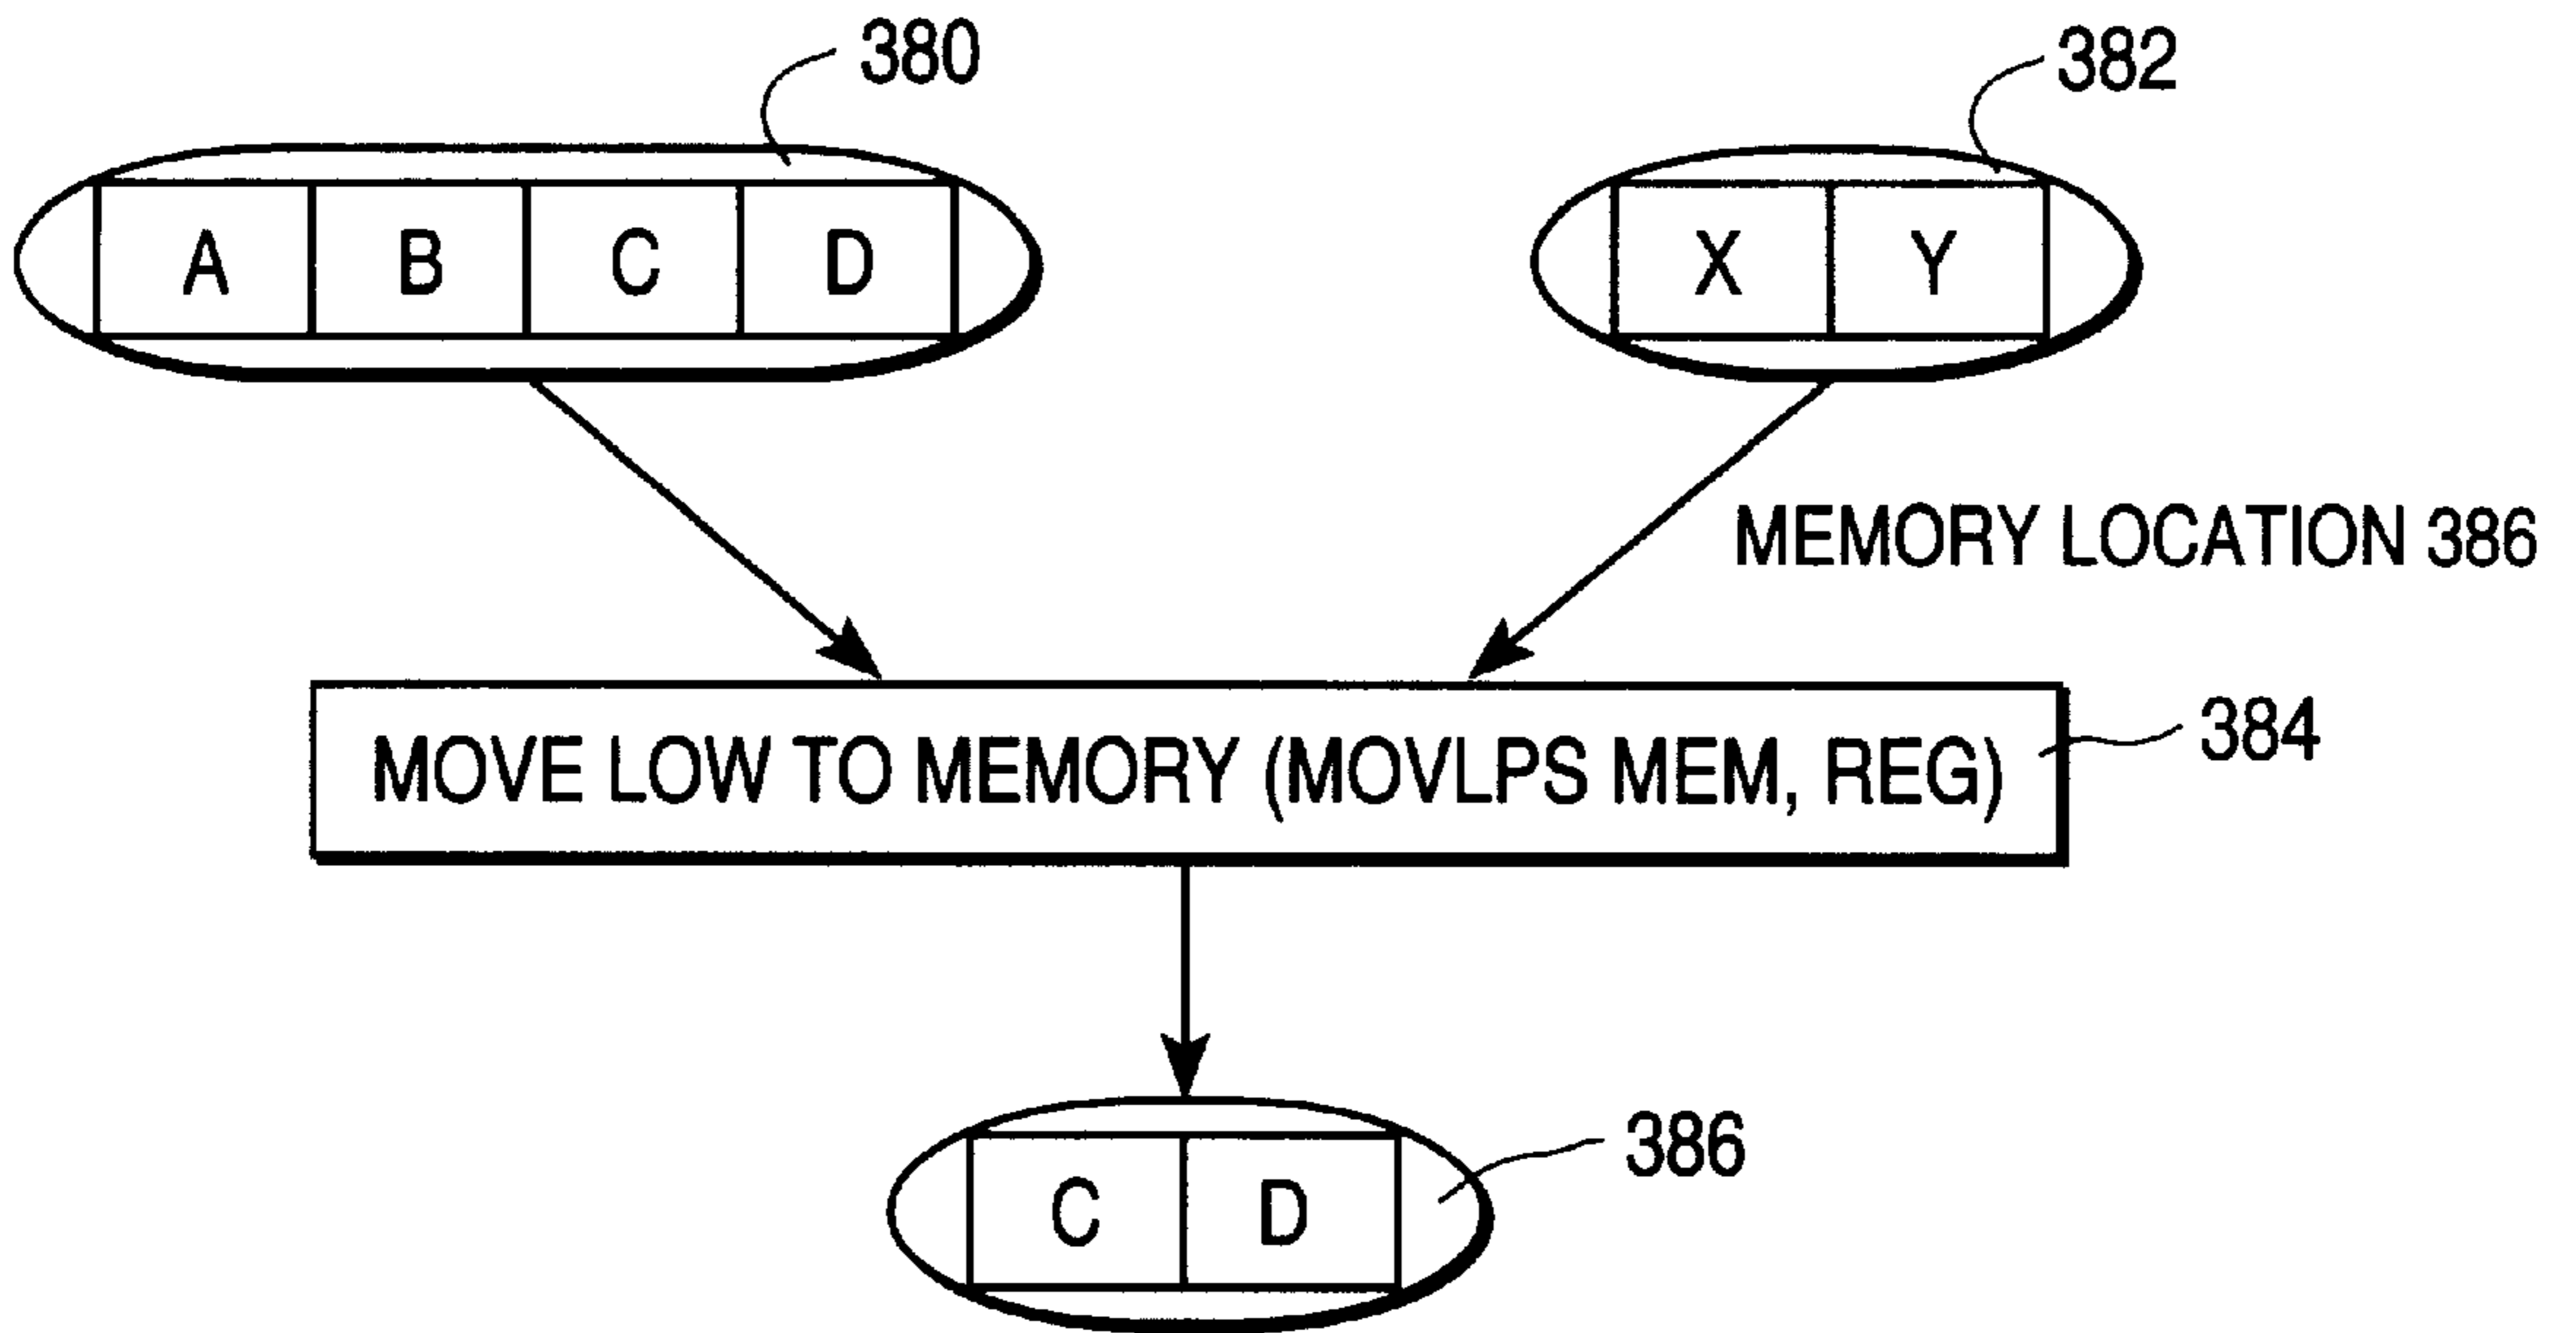 380
382
A B C D
X Y
MEMORY LOCATION 386
MOVE LOW TO MEMORY (MOVLPS MEM, REG)
384
386
C D